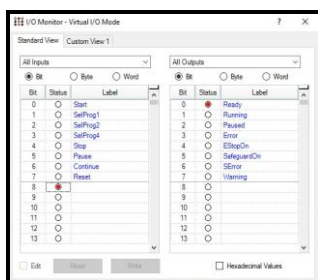 I/O Monitor - Virtual I/O Mode ? X
Standard View Custom View 1
All Inputs All Outputs
Bit Byte Word Bit Byte Word
Bit Status Label Bit Status Label
0 Start 0 Ready
1 SelProg1 1 Running
2 SelProg2 2 Paused
3 SelProg4 3 Error
4 Stop 4 EStopOn
5 Pause 5 SafeguardOn
6 Continue 6 SError
7 Reset 7 Warning
8 8
9 9
10 10
11 11
12 12
13 13
Edit Read Write Hexadecimal Values